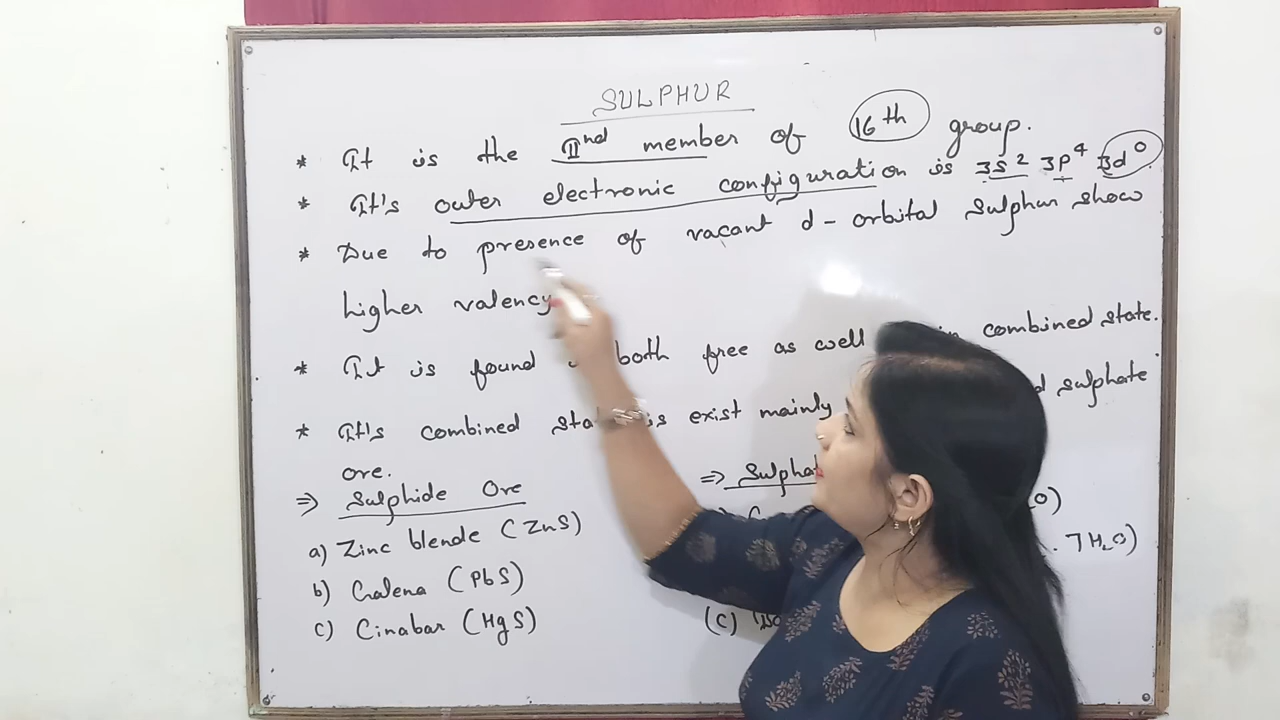 SULPHUR
* It is the IInd member of 16th group.
* It's outer electronic configuration is 3s² 3p⁴ 3d⁰.
* Due to presence of vacant d-orbital sulphur show
higher valency
* It is found both free as well in combined state.
* It's combined is exist mainly sulphate
ore.
⇒ Sulphide Ore ⇒
a) Zinc blende (ZnS)
b) Galena (PbS) . 7H₂O)
c) Cinabar (HgS) (C)